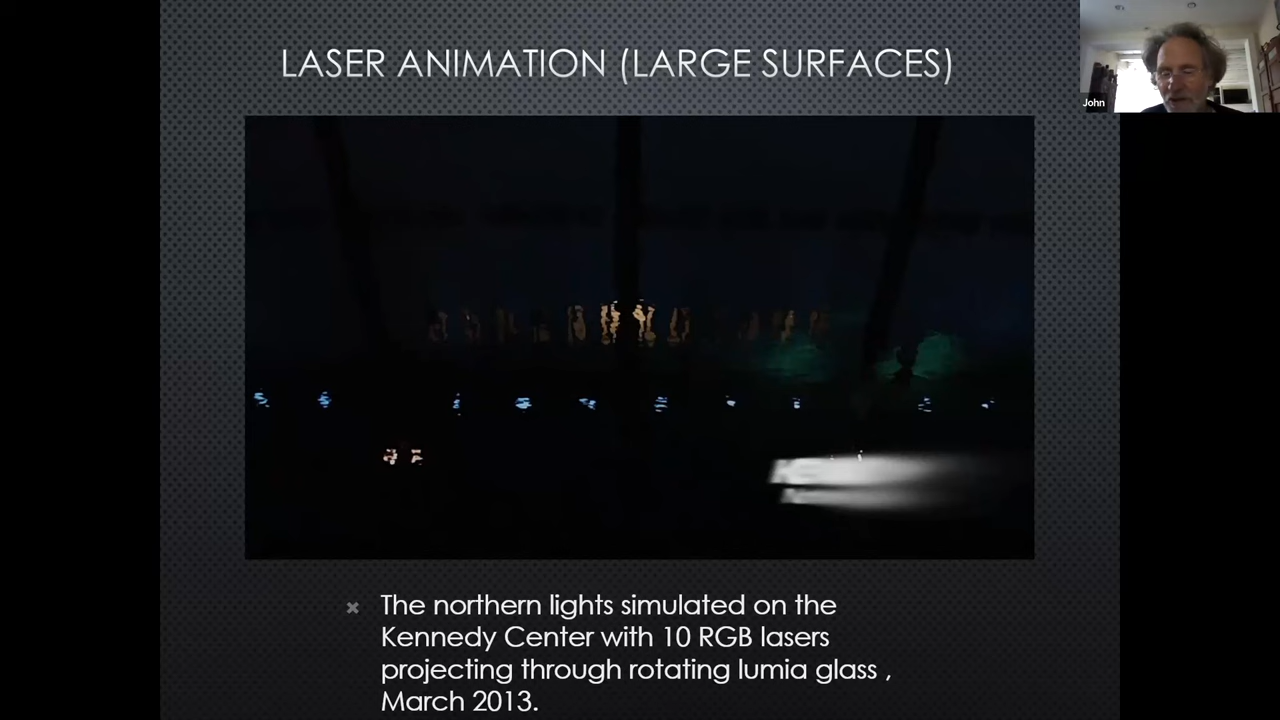 LASER ANIMATION (LARGE SURFACES)
John
The northern lights simulated on the
Kennedy Center with 10 RGB lasers
projecting through rotating lumia glass ,
March 2013.